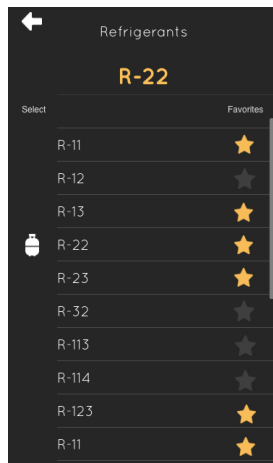 Refrigerants
R-22
Select Favorites
R-11
R-12
R-13
R-22
R-23
R-32
R-113
R-114
R-123
R-11